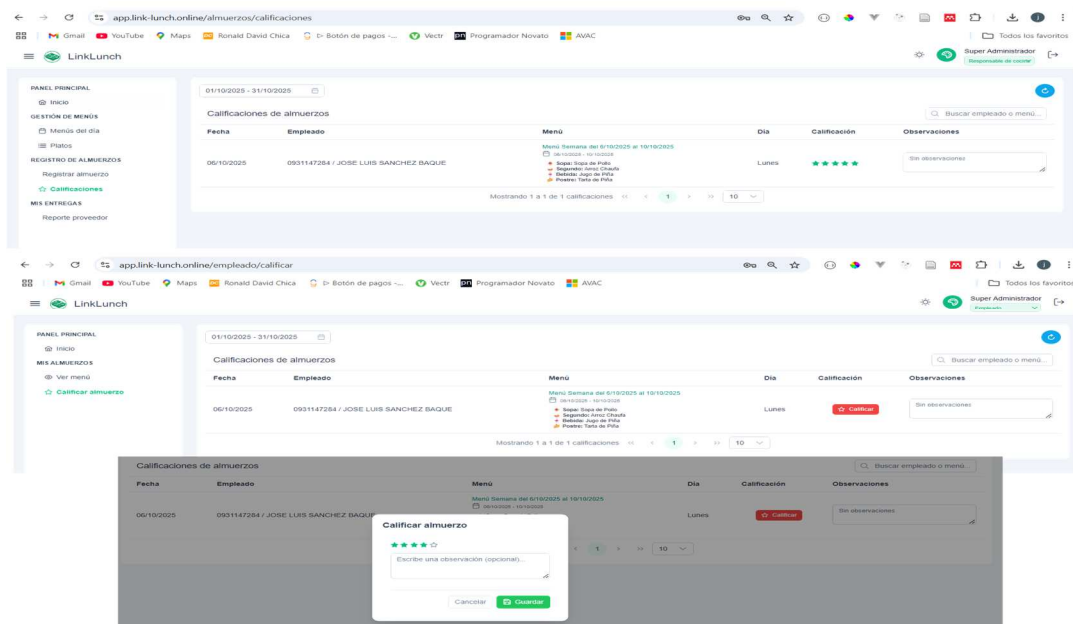 app.link-lunch.online/almuerzos/calificaciones
Gmail YouTube Maps Ronald David Chica Botón de pagos -... Vectr Programador Novato AVAC Todos los favoritos
LinkLunch Super Administrador
Responsable de cocina
PANEL PRINCIPAL
Inicio
GESTIÓN DE MENÚS
Menús del día
Platos
REGISTRO DE ALMUERZOS
Registrar almuerzo
Calificaciones
MIS ENTREGAS
Reporte proveedor
01/10/2025 - 31/10/2025
Calificaciones de almuerzos Buscar empleado o menú...
Fecha Empleado Menú Día Calificación Observaciones
Menú Semana del 6/10/2025 al 10/10/2025
06/10/2025 - 10/10/2025
06/10/2025 0931147284 / JOSE LUIS SANCHEZ BAQUE Lunes Sin observaciones
Sopa: Sopa de Pollo
Segundo: Arroz Chaufa
Bebida: Jugo de Piña
Postre: Tarta de Piña
Mostrando 1 a 1 de 1 calificaciones 1 10
app.link-lunch.online/empleado/calificar
Gmail YouTube Maps Ronald David Chica Botón de pagos -... Vectr Programador Novato AVAC Todos los favoritos
LinkLunch Super Administrador
Empleado
PANEL PRINCIPAL
Inicio
MIS ALMUERZOS
Ver menú
Calificar almuerzo
01/10/2025 - 31/10/2025
Calificaciones de almuerzos Buscar empleado o menú...
Fecha Empleado Menú Día Calificación Observaciones
Menú Semana del 6/10/2025 al 10/10/2025
06/10/2025 - 10/10/2025
06/10/2025 0931147284 / JOSE LUIS SANCHEZ BAQUE Lunes Calificar Sin observaciones
Sopa: Sopa de Pollo
Segundo: Arroz Chaufa
Bebida: Jugo de Piña
Postre: Tarta de Piña
Mostrando 1 a 1 de 1 calificaciones 1 10
Calificaciones de almuerzos Buscar empleado o menú...
Fecha Empleado Menú Día Calificación Observaciones
Menú Semana del 6/10/2025 al 10/10/2025
06/10/2025 - 10/10/2025
06/10/2025 0931147284 / JOSE LUIS SANCHEZ BAQUE Lunes Calificar Sin observaciones
1 10
Calificar almuerzo
Escribe una observación (opcional)...
Cancelar Guardar